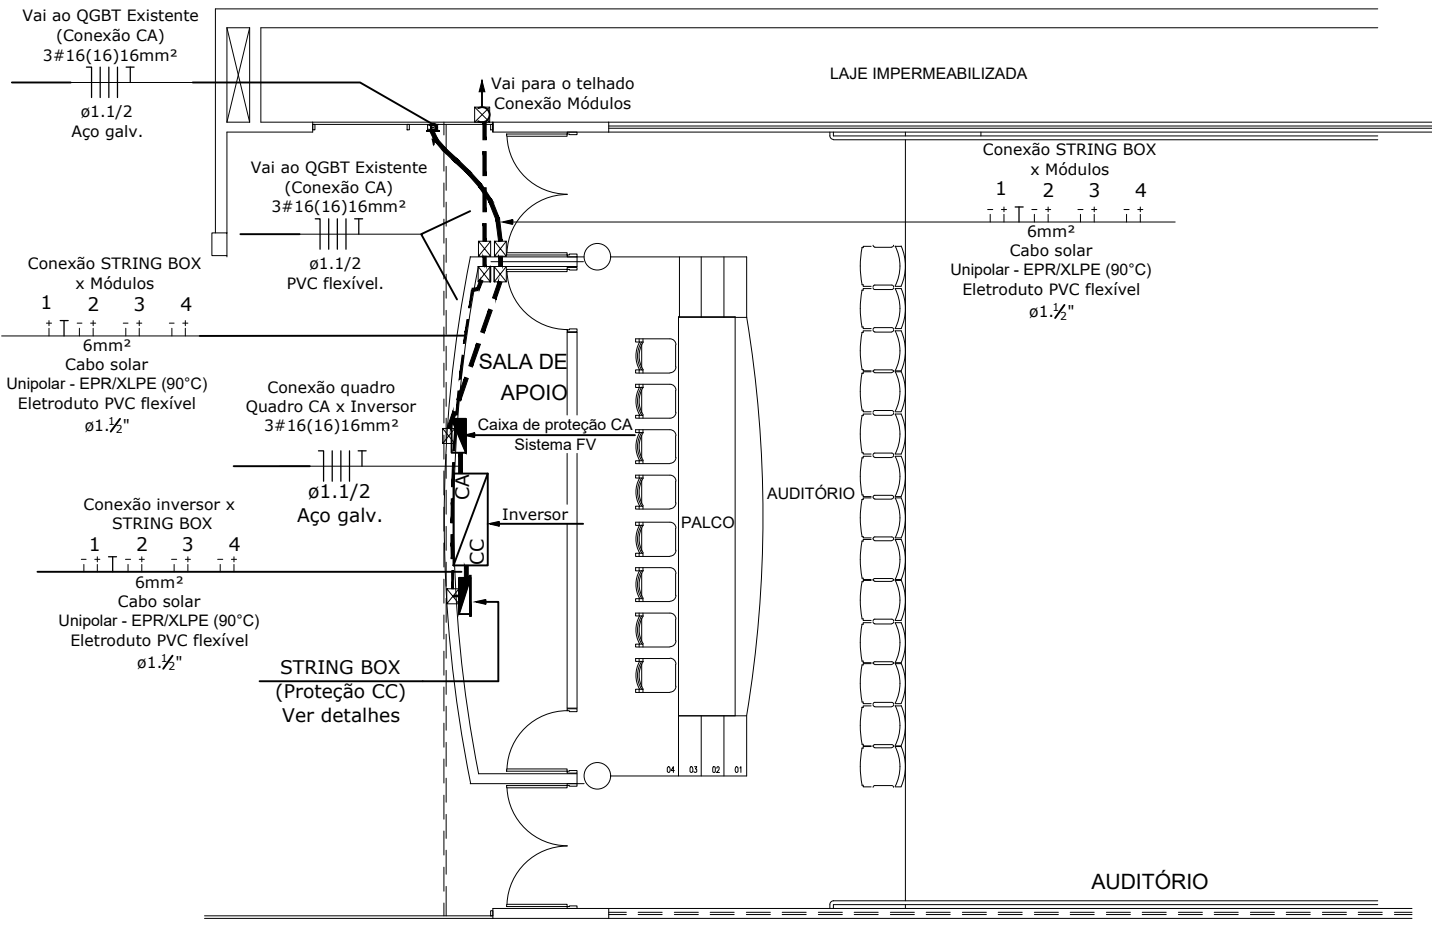 Vai ao QGBT Existente
(Conexão CA)
3#16(16)16mm²
ø1.1/2
Aço galv.
Vai para o telhado
Conexão Módulos
LAJE IMPERMEABILIZADA
Vai ao QGBT Existente
(Conexão CA)
3#16(16)16mm²
ø1.1/2
PVC flexível.
Conexão STRING BOX
x Módulos
1 2 3 4
- + - + - + - +
6mm²
Cabo solar
Unipolar - EPR/XLPE (90°C)
Eletroduto PVC flexível
ø1.½"
Conexão STRING BOX
x Módulos
1 2 3 4
+ - + - + - +
6mm²
Cabo solar
Unipolar - EPR/XLPE (90°C)
Eletroduto PVC flexível
ø1.½"
SALA DE
APOIO
Conexão quadro
Quadro CA x Inversor
3#16(16)16mm²
ø1.1/2
Aço galv.
Caixa de proteção CA
Sistema FV
CA
CC
Inversor
PALCO
AUDITÓRIO
Conexão inversor x
STRING BOX
1 2 3 4
- + - + - + - +
6mm²
Cabo solar
Unipolar - EPR/XLPE (90°C)
Eletroduto PVC flexível
ø1.½"
STRING BOX
(Proteção CC)
Ver detalhes
04 03 02 01
AUDITÓRIO